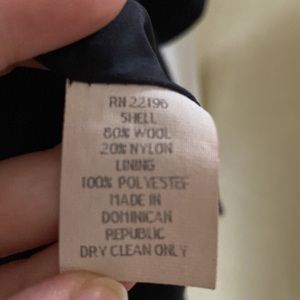 RN 22196
SHELL
80% WOOL
20% NYLON
LINING
100% POLYESTER
MADE IN
DOMINICAN
REPUBLIC
DRY CLEAN ONLY